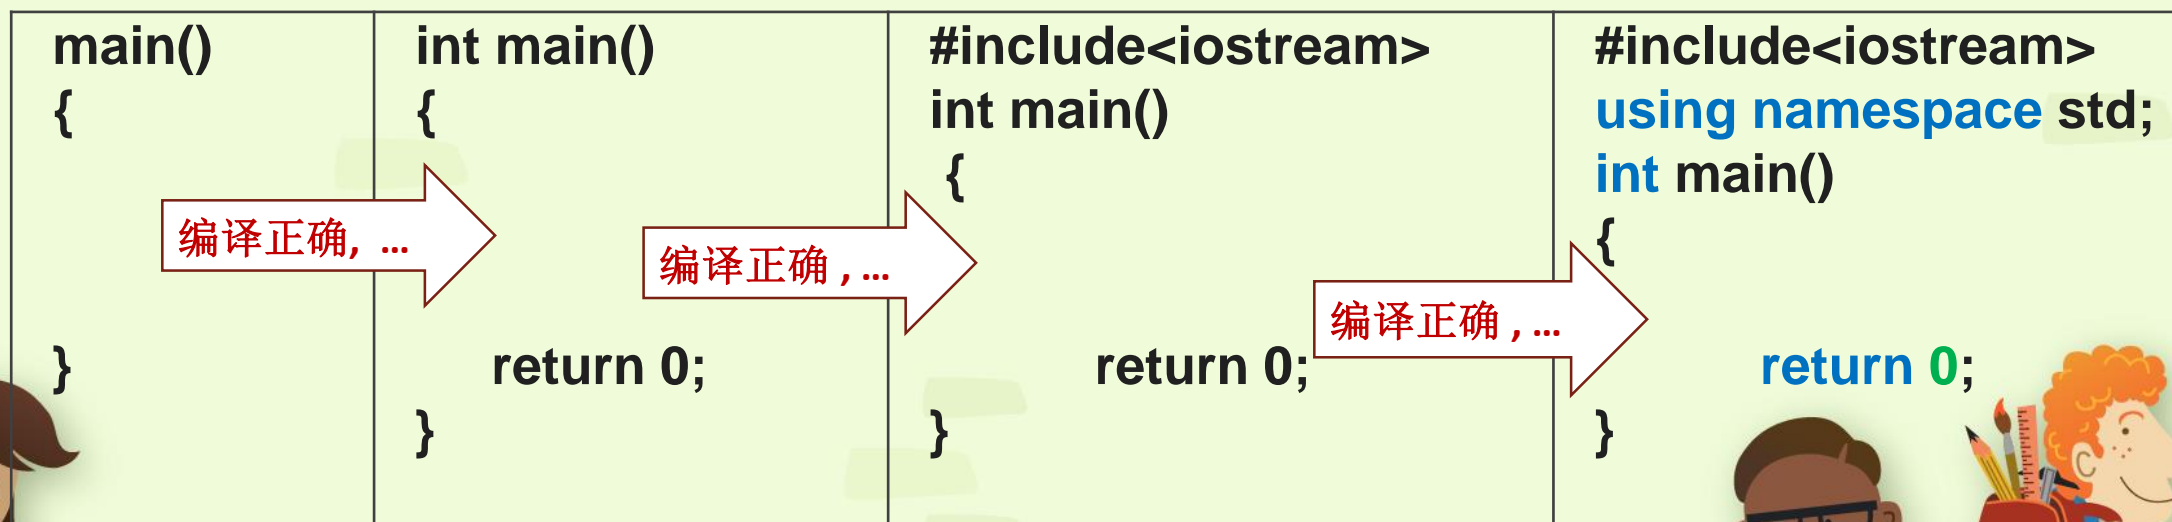 main()
{
}
编译正确, ...
int main()
{
return 0;
}
编译正确 , ...
#include<iostream>
int main()
{
return 0;
}
编译正确 , ...
#include<iostream>
using namespace std;
int main()
{
return 0;
}